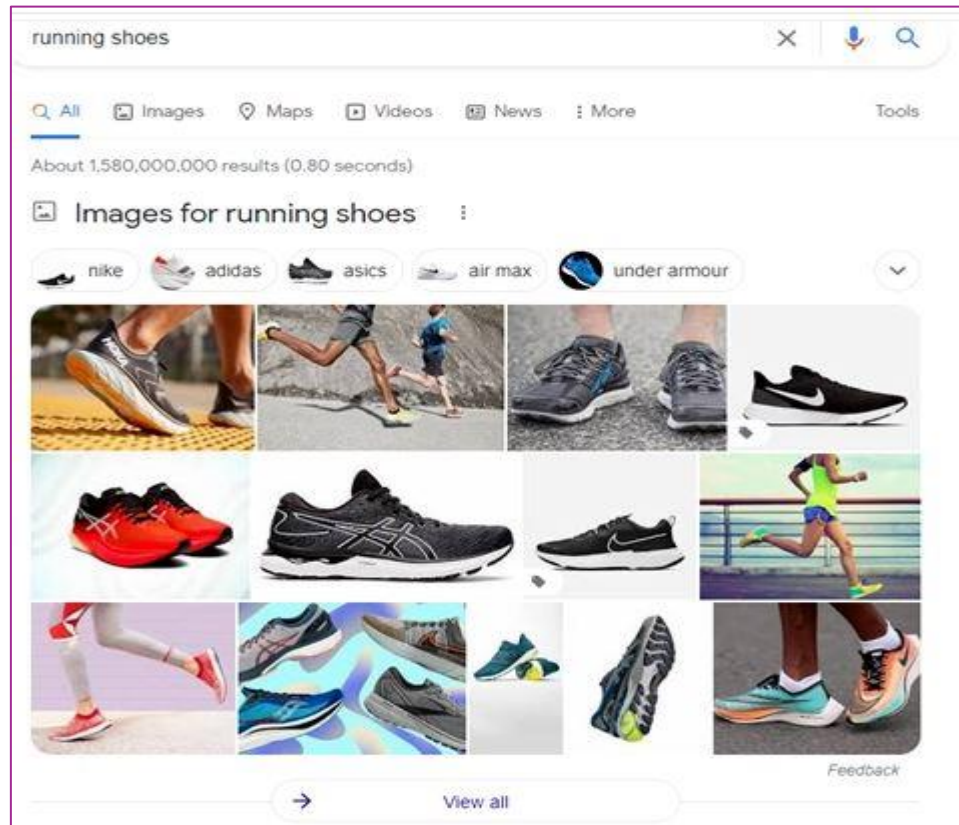 running shoes
All Images Maps Videos News More Tools
About 1,580,000,000 results (0.80 seconds)
Images for running shoes
nike adidas asics air max under armour
HOKA
Feedback
View all